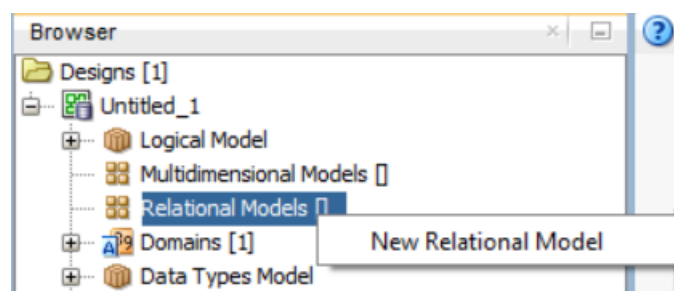 Browser
Designs [1]
Untitled_1
Logical Model
Multidimensional Models []
Relational Models []
Domains [1]
New Relational Model
Data Types Model